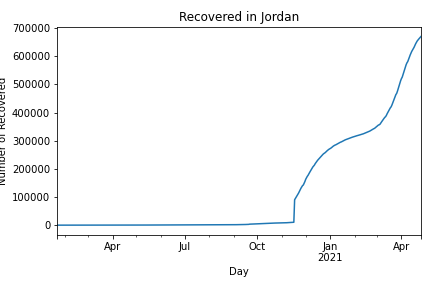 Recovered in Jordan
700000
600000
500000
400000
300000
200000
100000
0
Number of Recovered
Apr
Jul
Oct
Jan
2021
Apr
Day